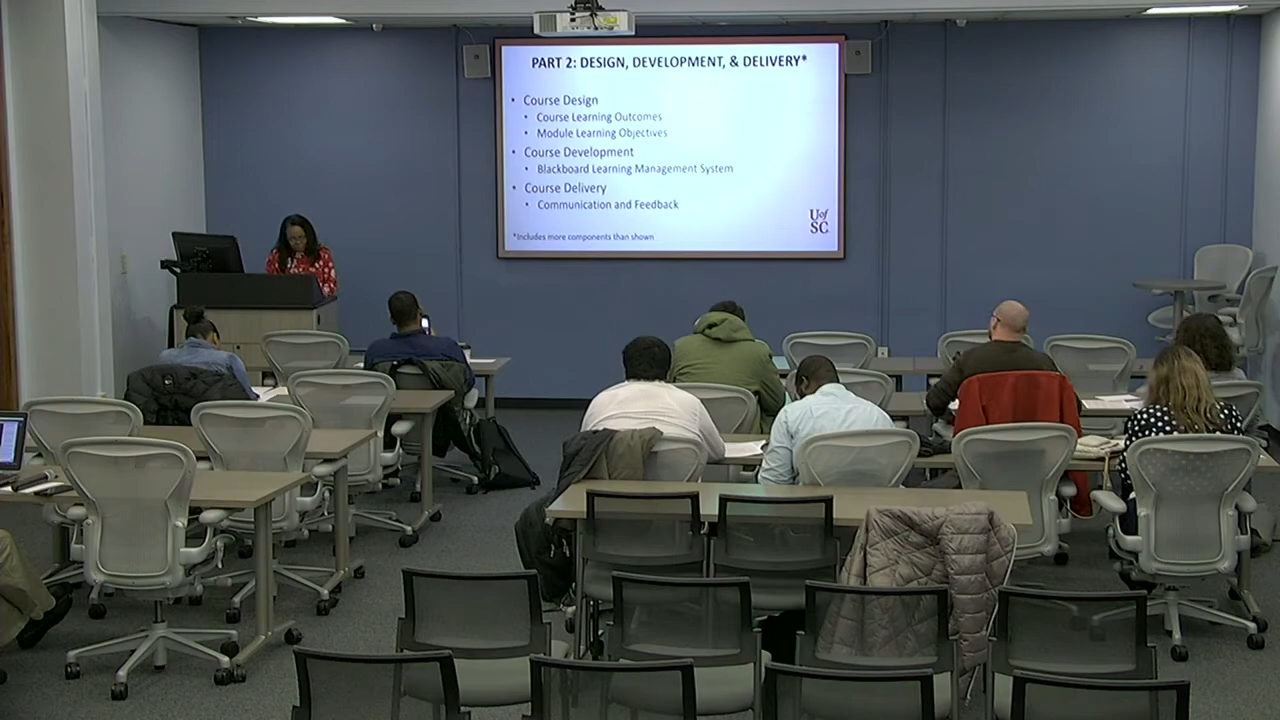 PART 2: DESIGN, DEVELOPMENT, & DELIVERY*
• Course Design
• Course Learning Outcomes
• Module Learning Objectives
• Course Development
• Blackboard Learning Management System
• Course Delivery
• Communication and Feedback
*Includes more components than shown
UofSC